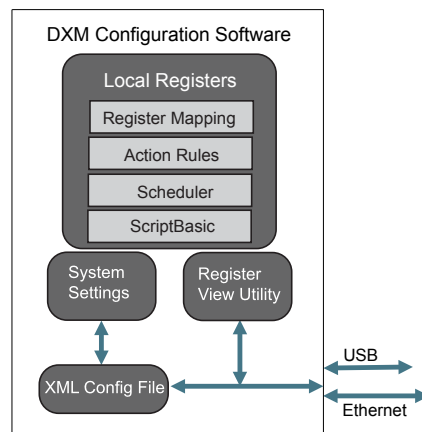 DXM Configuration Software
Local Registers
Register Mapping
Action Rules
Scheduler
ScriptBasic
System
Settings
Register
View Utility
XML Config File
USB
Ethernet